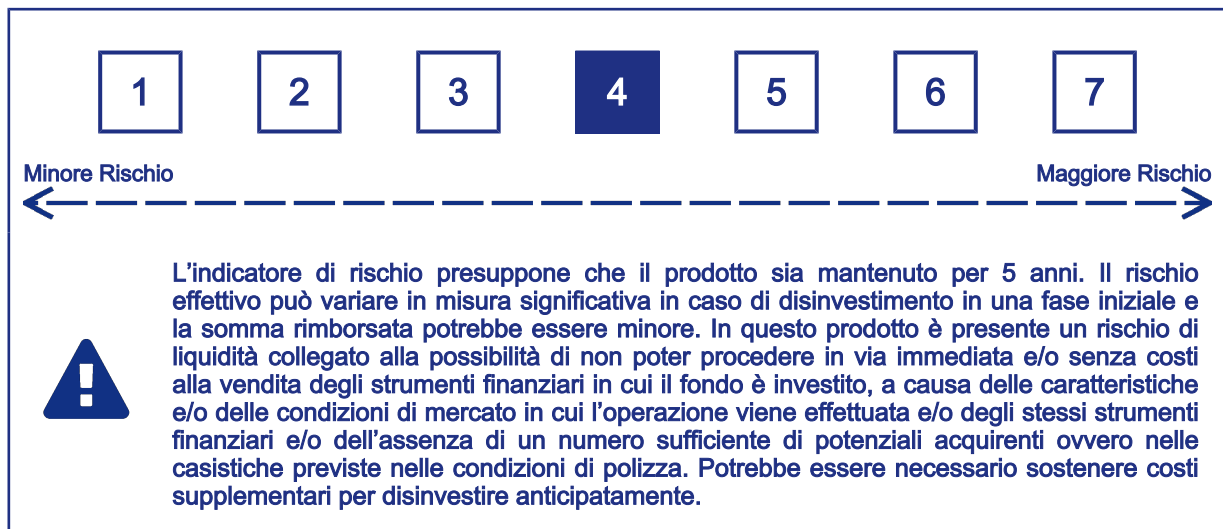 1 2 3 4 5 6 7
Minore Rischio Maggiore Rischio
L'indicatore di rischio presuppone che il prodotto sia mantenuto per 5 anni. Il rischio
effettivo può variare in misura significativa in caso di disinvestimento in una fase iniziale e
la somma rimborsata potrebbe essere minore. In questo prodotto è presente un rischio di
liquidità collegato alla possibilità di non poter procedere in via immediata e/o senza costi
alla vendita degli strumenti finanziari in cui il fondo è investito, a causa delle caratteristiche
e/o delle condizioni di mercato in cui l'operazione viene effettuata e/o degli stessi strumenti
finanziari e/o dell'assenza di un numero sufficiente di potenziali acquirenti ovvero nelle
casistiche previste nelle condizioni di polizza. Potrebbe essere necessario sostenere costi
supplementari per disinvestire anticipatamente.